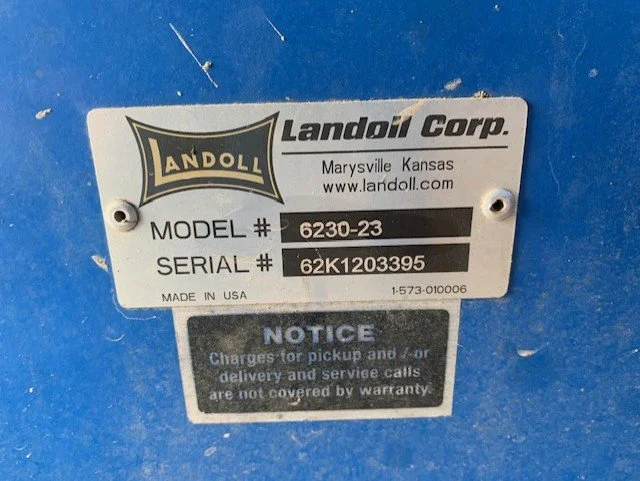 LANDOLL
Landoll Corp.
Marysville Kansas
www.landoll.com
MODEL # 6230-23
SERIAL # 62K1203395
MADE IN USA 1-573-010006
NOTICE
Charges for pickup and / or
delivery and service calls
are not covered by warranty.